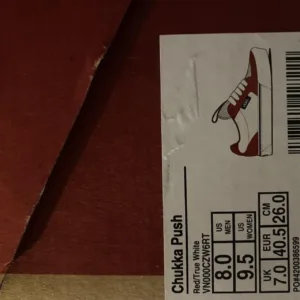 Chukka Push
Red/True White
VN000CZW6RT
US MEN 8.0
US WOMEN 9.5
UK 7.0
EUR 40.5
CM 26.0